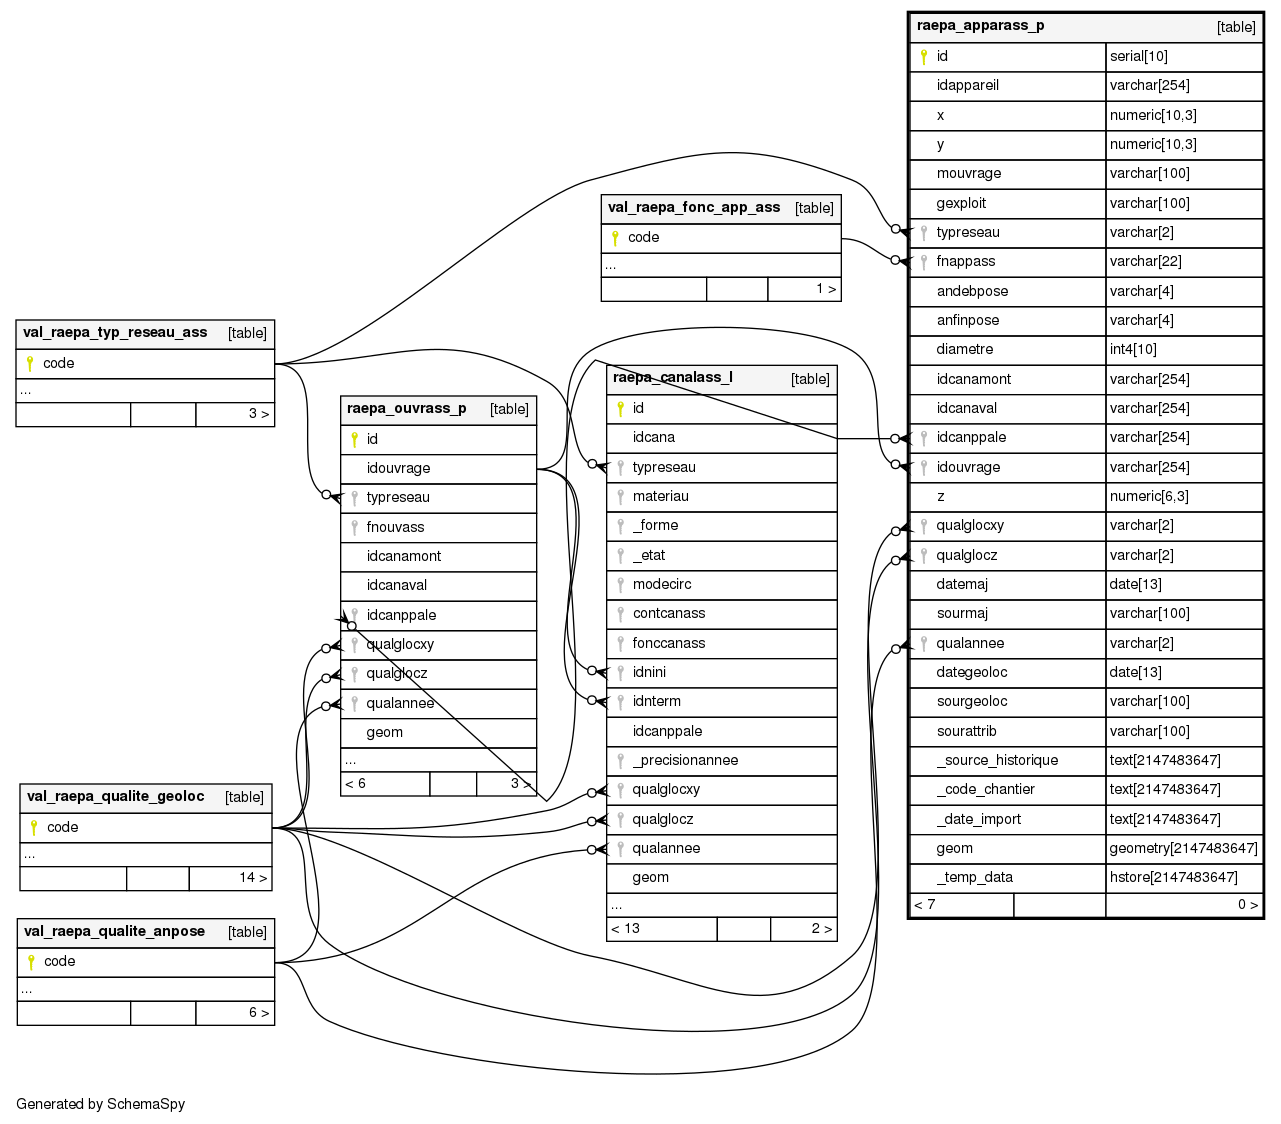 raepa_apparass_p [table]
id serial[10]
idappareil varchar[254]
x numeric[10,3]
y numeric[10,3]
mouvrage varchar[100]
gexploit varchar[100]
typreseau varchar[2]
fnappass varchar[22]
andebpose varchar[4]
anfinpose varchar[4]
diametre int4[10]
idcanamont varchar[254]
idcanaval varchar[254]
idcanppale varchar[254]
idouvrage varchar[254]
z numeric[6,3]
qualglocxy varchar[2]
qualglocz varchar[2]
datemaj date[13]
sourmaj varchar[100]
qualannee varchar[2]
dategeoloc date[13]
sourgeoloc varchar[100]
sourattrib varchar[100]
_source_historique text[2147483647]
_code_chantier text[2147483647]
_date_import text[2147483647]
geom geometry[2147483647]
_temp_data hstore[2147483647]
< 7 0 >
val_raepa_fonc_app_ass [table]
code
...
1 >
val_raepa_typ_reseau_ass [table]
code
...
3 >
raepa_canalass_l [table]
id
idcana
typreseau
materiau
_forme
_etat
modecirc
contcanass
fonccanass
idnini
idnterm
idcanppale
_precisionannee
qualglocxy
qualglocz
qualannee
geom
...
< 13 2 >
raepa_ouvrass_p [table]
id
idouvrage
typreseau
fnouvass
idcanamont
idcanaval
idcanppale
qualglocxy
qualglocz
qualannee
geom
...
< 6 3 >
val_raepa_qualite_geoloc [table]
code
...
14 >
val_raepa_qualite_anpose [table]
code
...
6 >
Generated by SchemaSpy